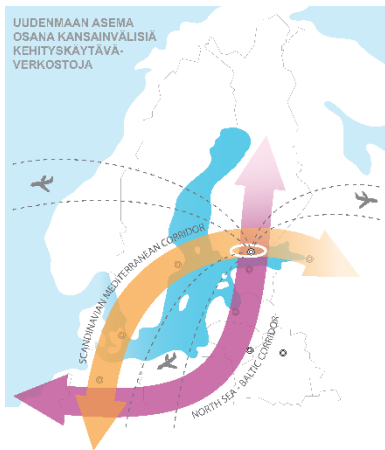 UUDENMAAN ASEMA
OSANA KANSAINVÄLISIÄ
KEHITYSKÄYTÄVÄ-
VERKOSTOJA
SCANDINAVIAN MEDITERRANEAN CORRIDOR
NORTH SEA - BALTIC CORRIDOR